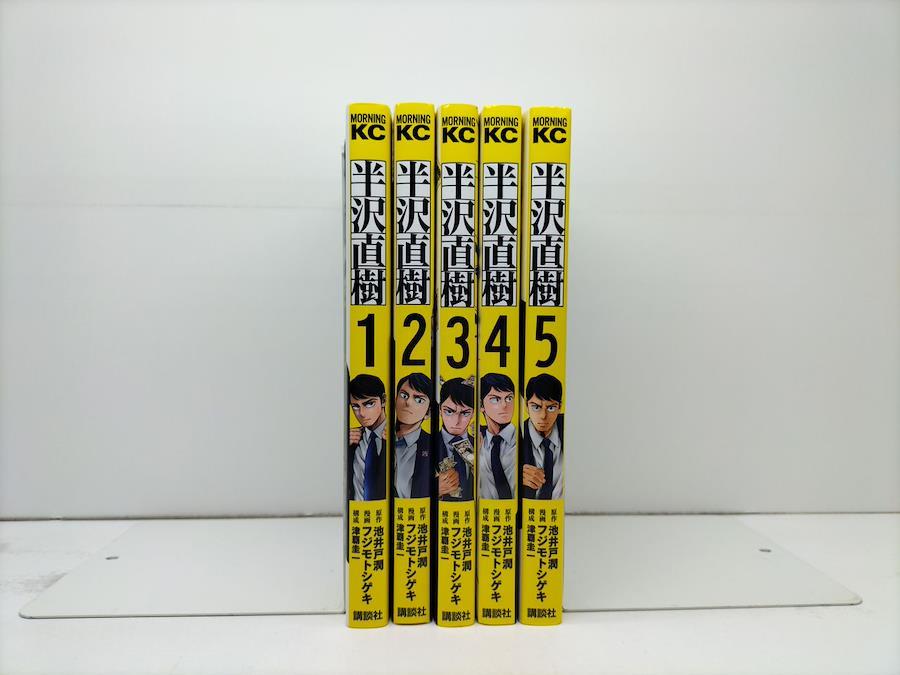 MORNING
KC
半沢直樹
1
原作 池井戸潤
漫画 フジモトシゲキ
構成 津覇圭一
講談社
MORNING
KC
半沢直樹
2
原作 池井戸潤
漫画 フジモトシゲキ
構成 津覇圭一
講談社
MORNING
KC
半沢直樹
3
原作 池井戸潤
漫画 フジモトシゲキ
構成 津覇圭一
講談社
MORNING
KC
半沢直樹
4
原作 池井戸潤
漫画 フジモトシゲキ
構成 津覇圭一
講談社
MORNING
KC
半沢直樹
5
原作 池井戸潤
漫画 フジモトシゲキ
構成 津覇圭一
講談社